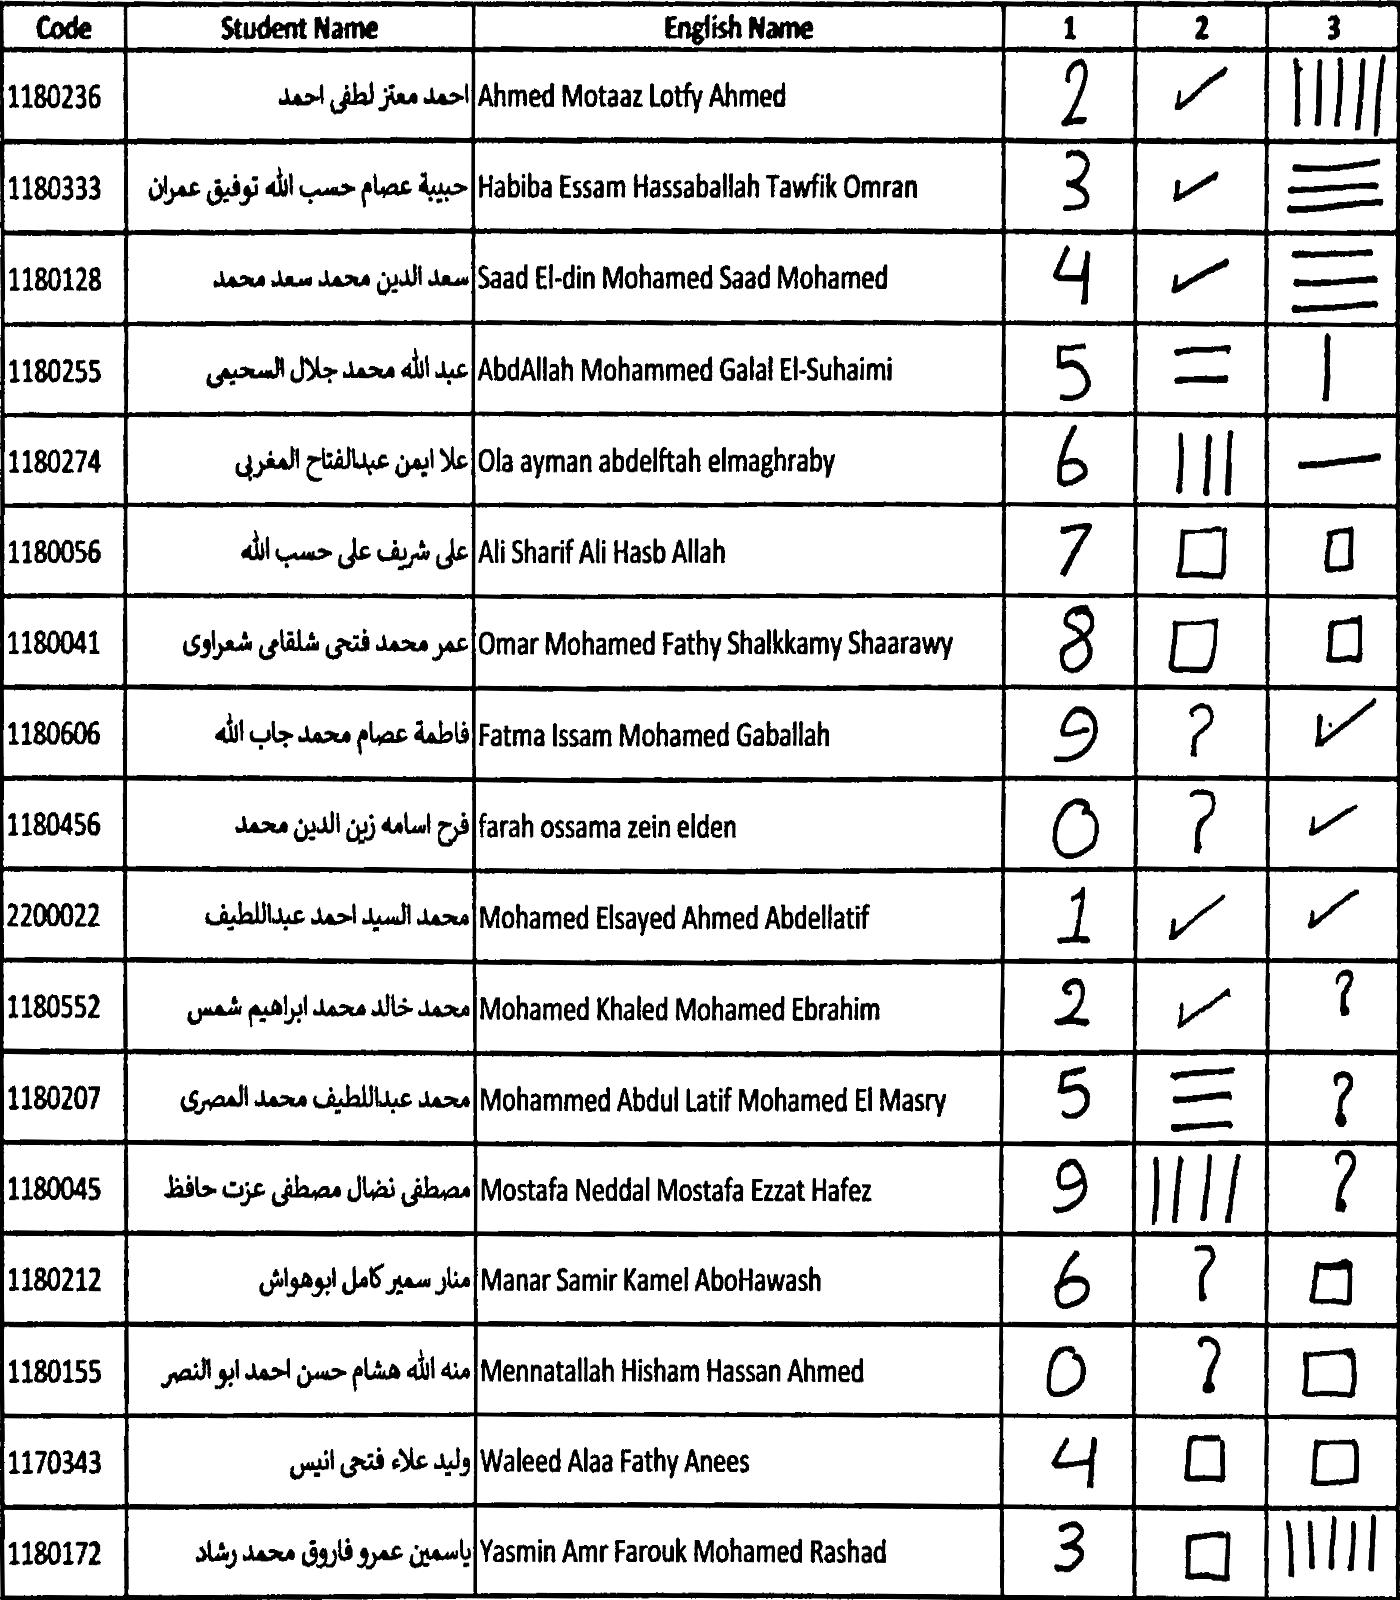 Code Student Name English Name 1 2 3
1180236 احمد معتز لطفى احمد Ahmed Motaaz Lotfy Ahmed 2 ✓ |||||
1180333 حبيبة عصام حسب الله توفيق عمران Habiba Essam Hassaballah Tawfik Omran 3 ✓ ☰
1180128 سعد الدين محمد سعد محمد Saad El-din Mohamed Saad Mohamed 4 ✓ ☰
1180255 عبد الله محمد جلال السحيمى AbdAllah Mohammed Galal El-Suhaimi 5 = |
1180274 علا ايمن عبدالفتاح المغربى Ola ayman abdelftah elmaghraby 6 ||| —
1180056 على شريف على حسب الله Ali Sharif Ali Hasb Allah 7 □ □
1180041 عمر محمد فتحى شلقامى شعراوى Omar Mohamed Fathy Shalkkamy Shaarawy 8 □ □
1180606 فاطمة عصام محمد جاب الله Fatma Issam Mohamed Gaballah 9 ? ✓
1180456 فرح اسامه زين الدين محمد farah ossama zein elden 0 ? ✓
2200022 محمد السيد احمد عبداللطيف Mohamed Elsayed Ahmed Abdellatif 1 ✓ ✓
1180552 محمد خالد محمد ابراهيم شمس Mohamed Khaled Mohamed Ebrahim 2 ✓ ?
1180207 محمد عبداللطيف محمد المصرى Mohammed Abdul Latif Mohamed El Masry 5 ☰ ?
1180045 مصطفى نضال مصطفى عزت حافظ Mostafa Neddal Mostafa Ezzat Hafez 9 |||| ?
1180212 منار سمير كامل ابوهواش Manar Samir Kamel AboHawash 6 ? □
1180155 منه الله هشام حسن احمد ابو النصر Mennatallah Hisham Hassan Ahmed 0 ? □
1170343 وليد علاء فتحى انيس Waleed Alaa Fathy Anees 4 □ □
1180172 ياسمين عمرو فاروق محمد رشاد Yasmin Amr Farouk Mohamed Rashad 3 □ |||||